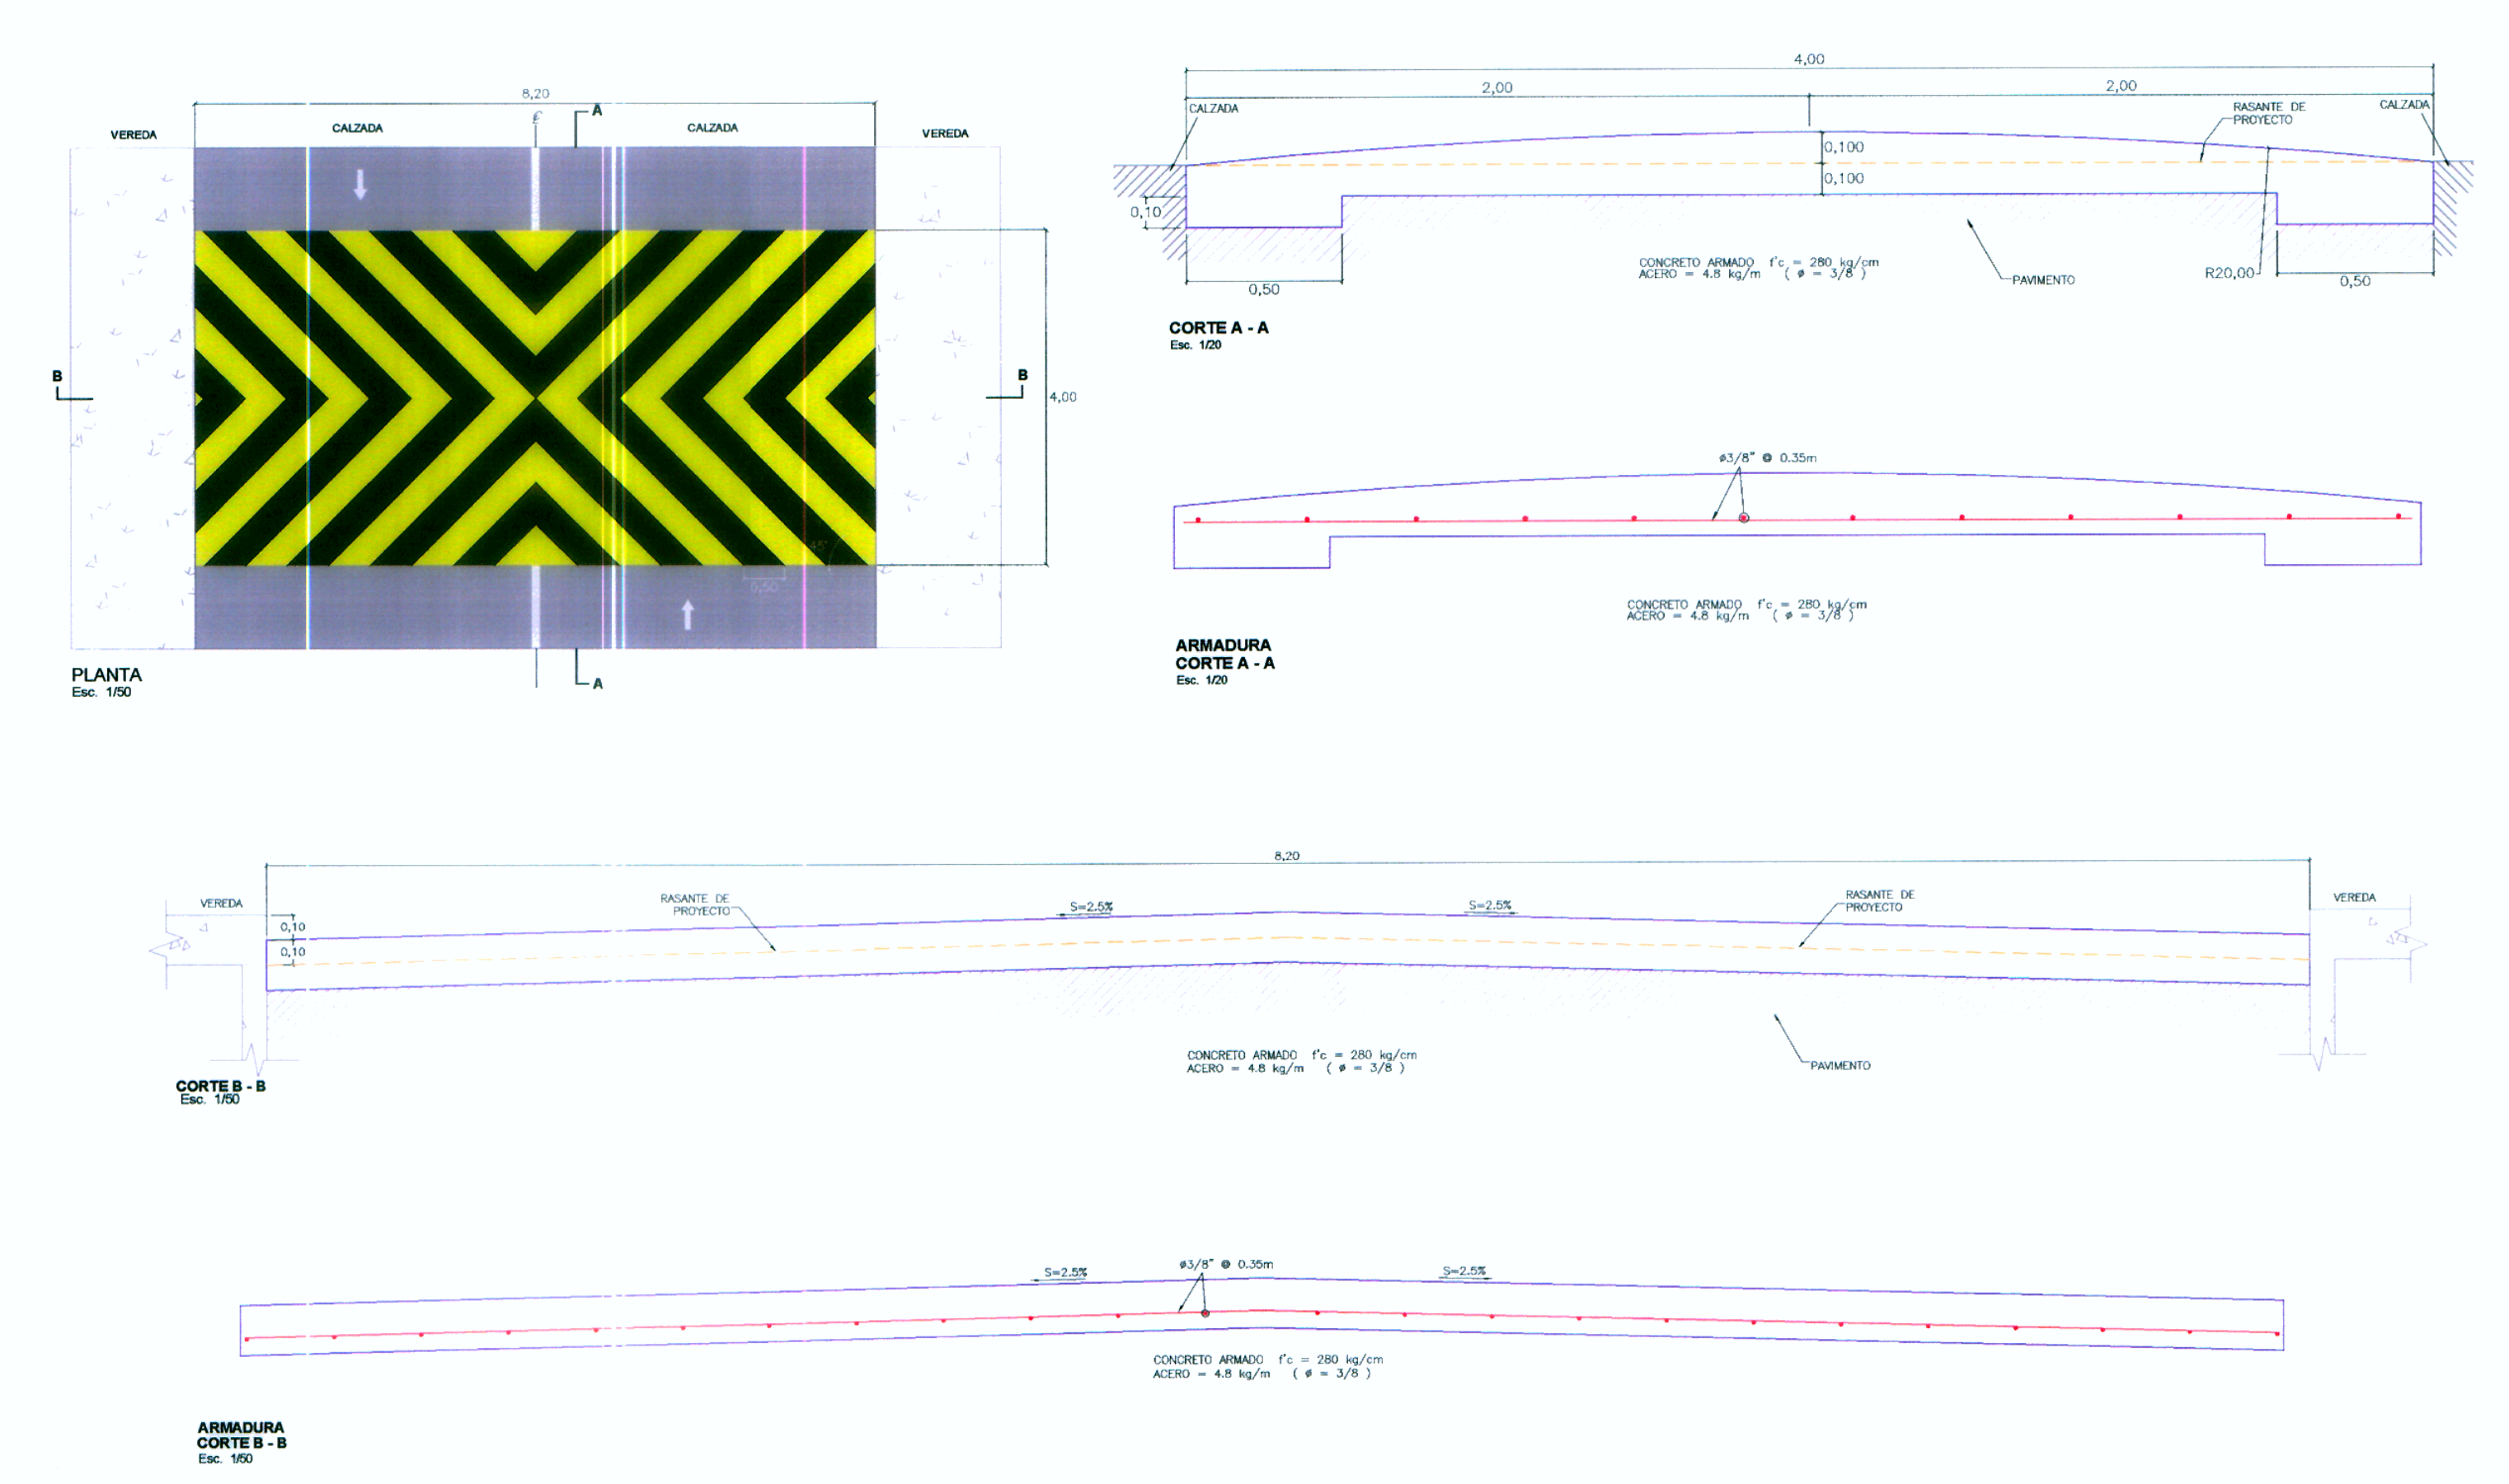 8,20
A
VEREDA
CALZADA
CALZADA
VEREDA
B
B
4,00
45°
0,50
A
PLANTA
Esc. 1/50
4,00
2,00
2,00
CALZADA
RASANTE DE
PROYECTO
CALZADA
0,100
0,100
0,10
CONCRETO ARMADO f'c = 280 kg/cm
ACERO = 4.8 kg/m ( ø = 3/8 )
R20,00
PAVIMENTO
0,50
0,50
CORTE A - A
Esc. 1/20
ø3/8" @ 0.35m
CONCRETO ARMADO f'c = 280 kg/cm
ACERO = 4.8 kg/m ( ø = 3/8 )
ARMADURA
CORTE A - A
Esc. 1/20
8,20
VEREDA
RASANTE DE
PROYECTO
S=2.5%
S=2.5%
RASANTE DE
PROYECTO
VEREDA
0,10
0,10
CONCRETO ARMADO f'c = 280 kg/cm
ACERO = 4.8 kg/m ( ø = 3/8 )
PAVIMENTO
CORTE B - B
Esc. 1/50
S=2.5%
ø3/8" @ 0.35m
S=2.5%
CONCRETO ARMADO f'c = 280 kg/cm
ACERO = 4.8 kg/m ( ø = 3/8 )
ARMADURA
CORTE B - B
Esc. 1/50